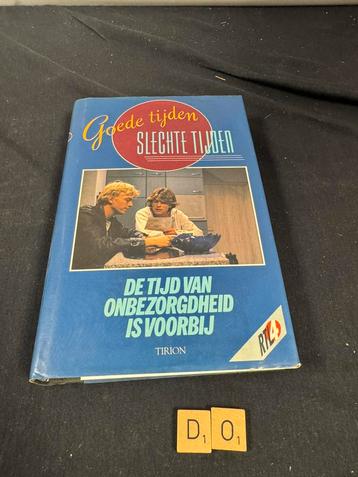 Goede tijden
SLECHTE TIJDEN
DE TIJD VAN
ONBEZORGDHEID
IS VOORBIJ
TIRION
RTL4
D1 O1